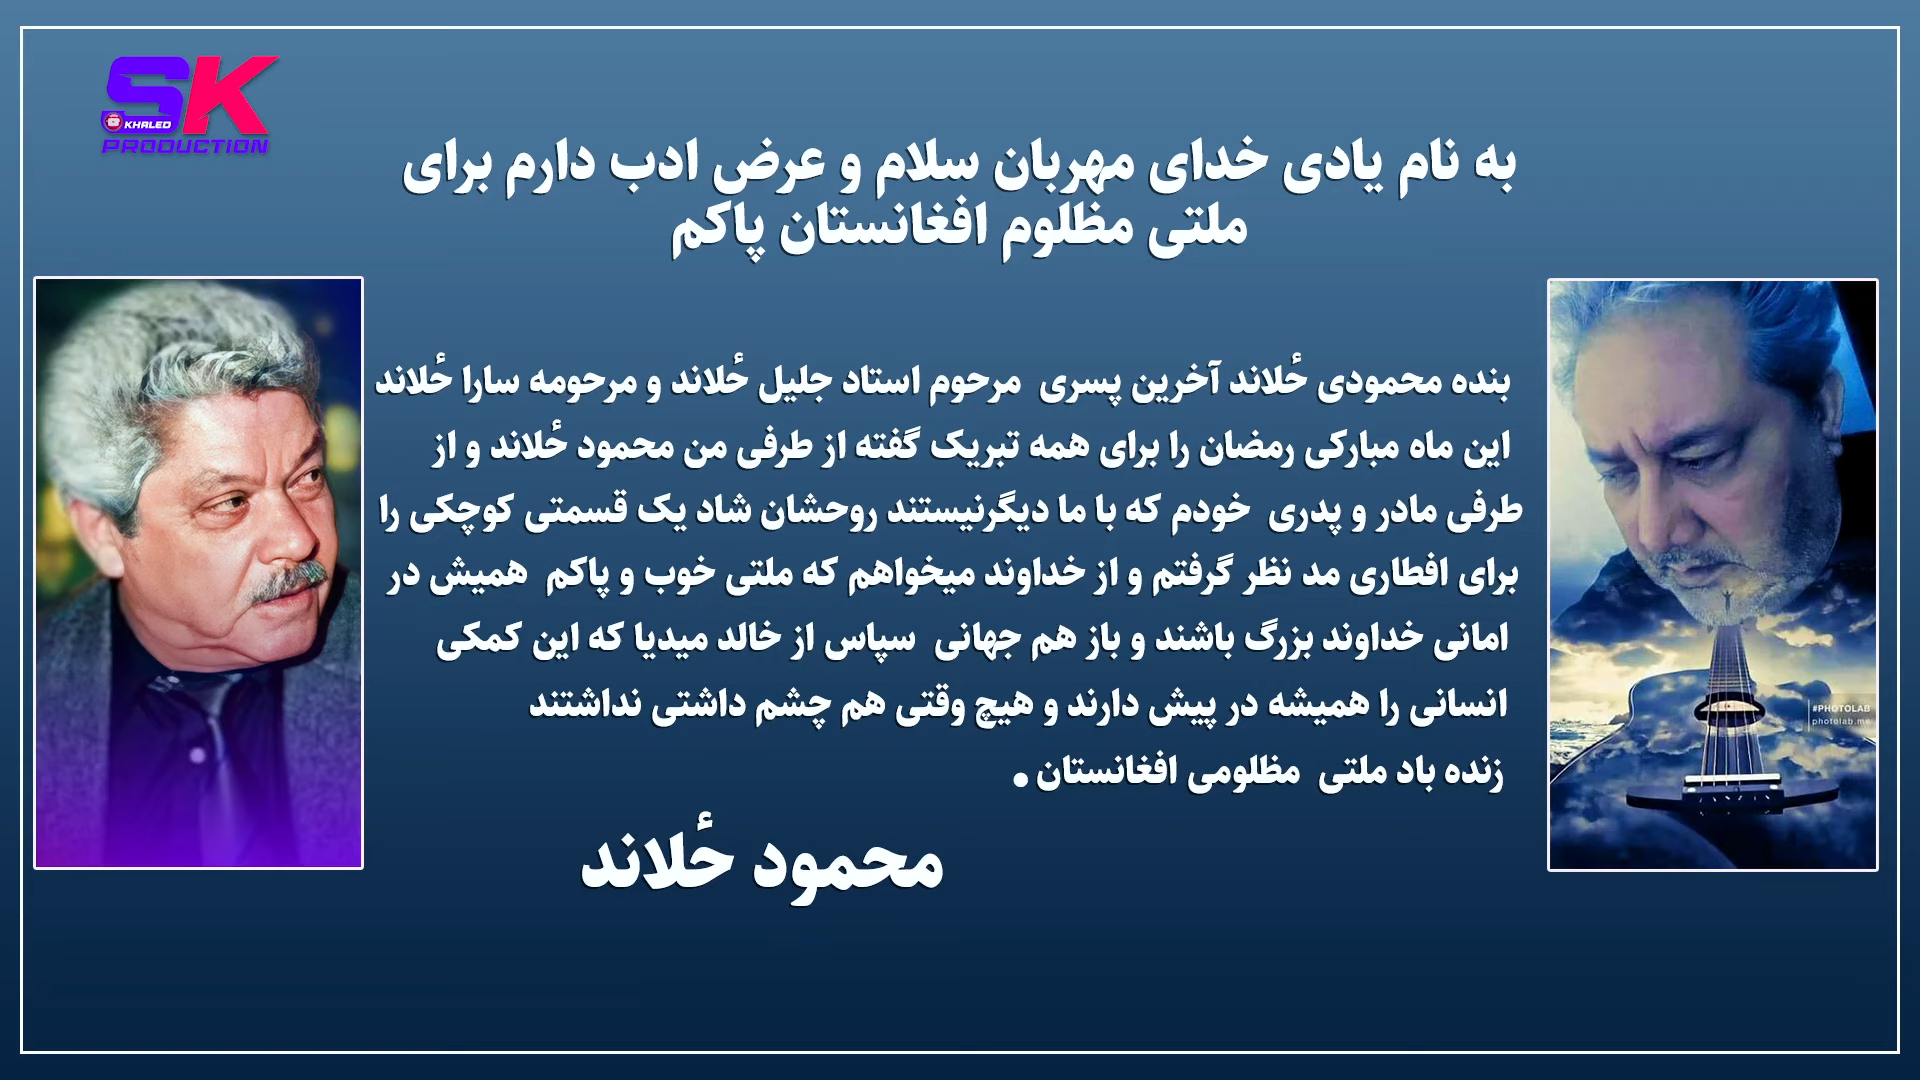 SK
KHALED
PRODUCTION
به نام یادی خدای مهربان سلام و عرض ادب دارم برای
ملتی مظلوم افغانستان پاکم
بنده محمودی حٔلاند آخرین پسری مرحوم استاد جلیل حٔلاند و مرحومه سارا حٔلاند
این ماه مبارکی رمضان را برای همه تبریک گفته از طرفی من محمود حٔلاند و از
طرفی مادر و پدری خودم که با ما دیگرنیستند روحشان شاد یک قسمتی کوچکی را
برای افطاری مد نظر گرفتم و از خداوند میخواهم که ملتی خوب و پاکم همیش در
امانی خداوند بزرگ باشند و باز هم جهانی سپاس از خالد میدیا که این کمکی
انسانی را همیشه در پیش دارند و هیچ وقتی هم چشم داشتی نداشتند
زنده باد ملتی مظلومی افغانستان.
محمود حٔلاند
#PHOTOLAB
photolab.me